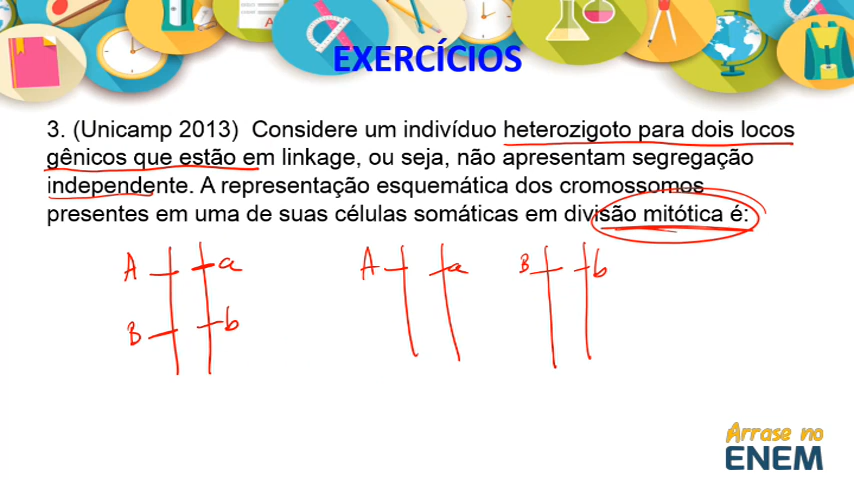 EXERCÍCIOS
3. (Unicamp 2013)  Considere um indivíduo heterozigoto para dois locos
gênicos que estão em linkage, ou seja, não apresentam segregação
independente. A representação esquemática dos cromossomos
presentes em uma de suas células somáticas em divisão mitótica é:
A a A a B b
B b
Arrase no
ENEM